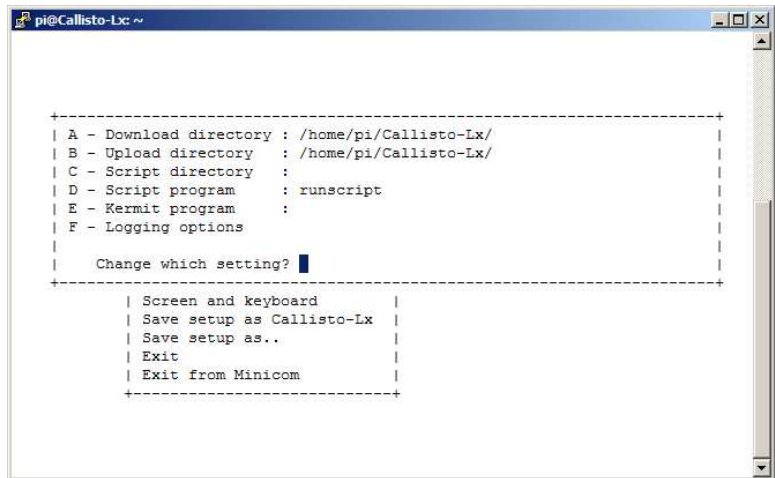 pi@Callisto-Lx: ~
A - Download directory : /home/pi/Callisto-Lx/
B - Upload directory : /home/pi/Callisto-Lx/
C - Script directory :
D - Script program : runscript
E - Kermit program :
F - Logging options
Change which setting?
Screen and keyboard
Save setup as Callisto-Lx
Save setup as..
Exit
Exit from Minicom